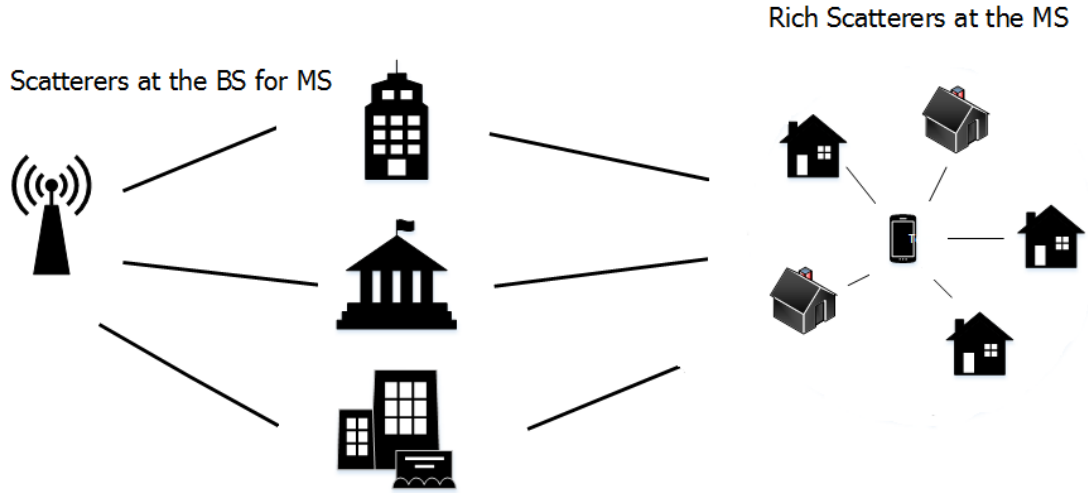 Rich Scatterers at the MS
Scatterers at the BS for MS
T